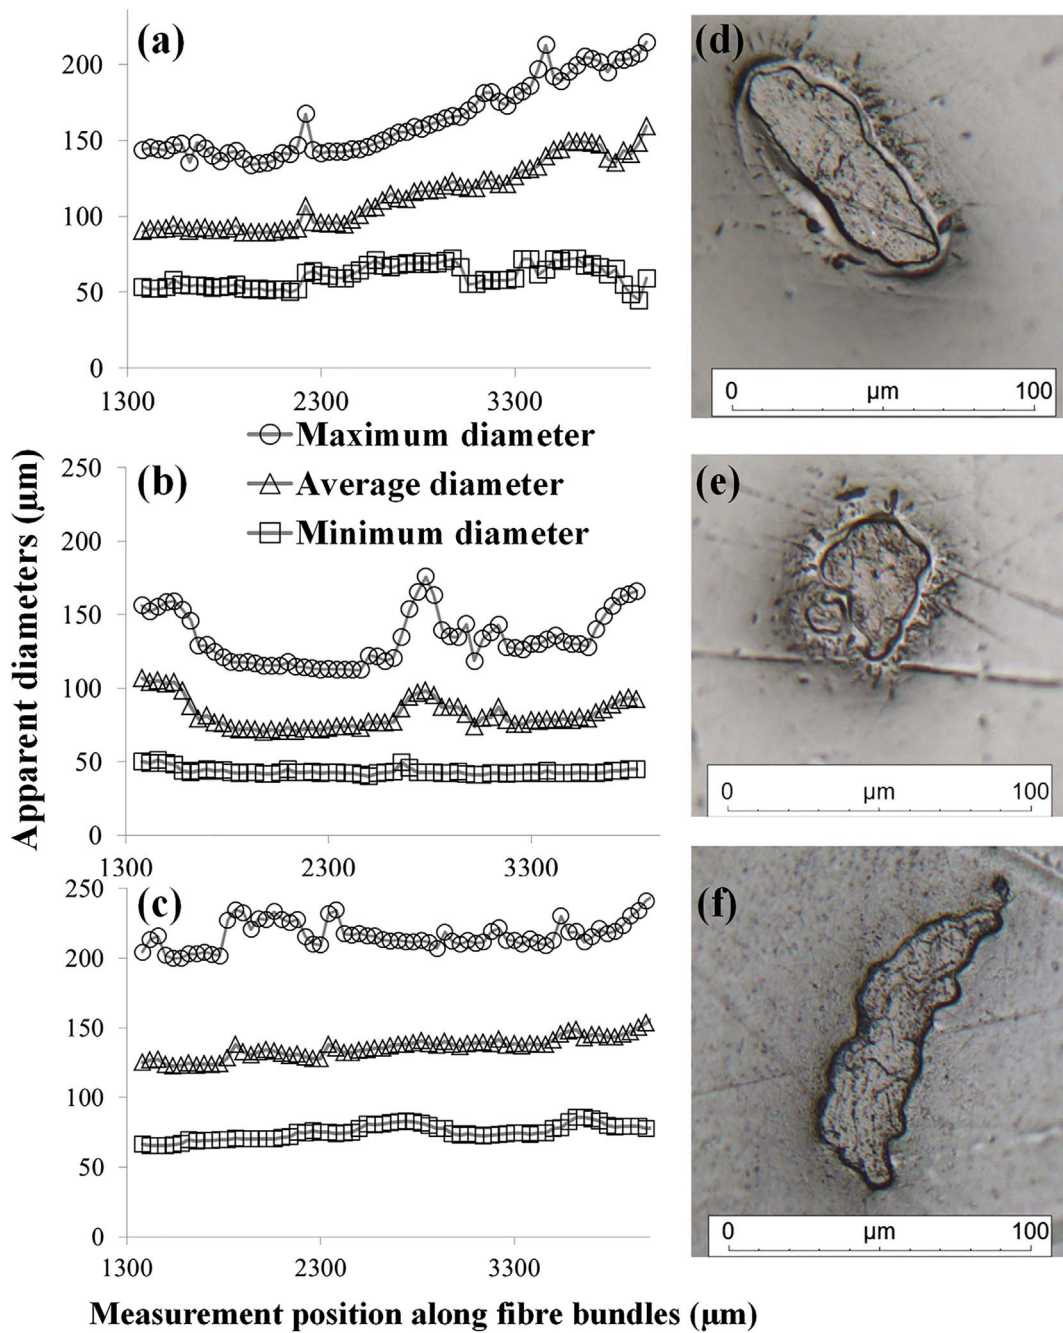 (a)
200
150
100
50
0
1300 2300 3300
Maximum diameter
Average diameter
Minimum diameter
Apparent diameters (μm)
(b)
250
200
150
100
50
0
1300 2300 3300
(c)
250
200
150
100
50
0
1300 2300 3300
Measurement position along fibre bundles (μm)
(d)
0 μm 100
(e)
0 μm 100
(f)
0 μm 100